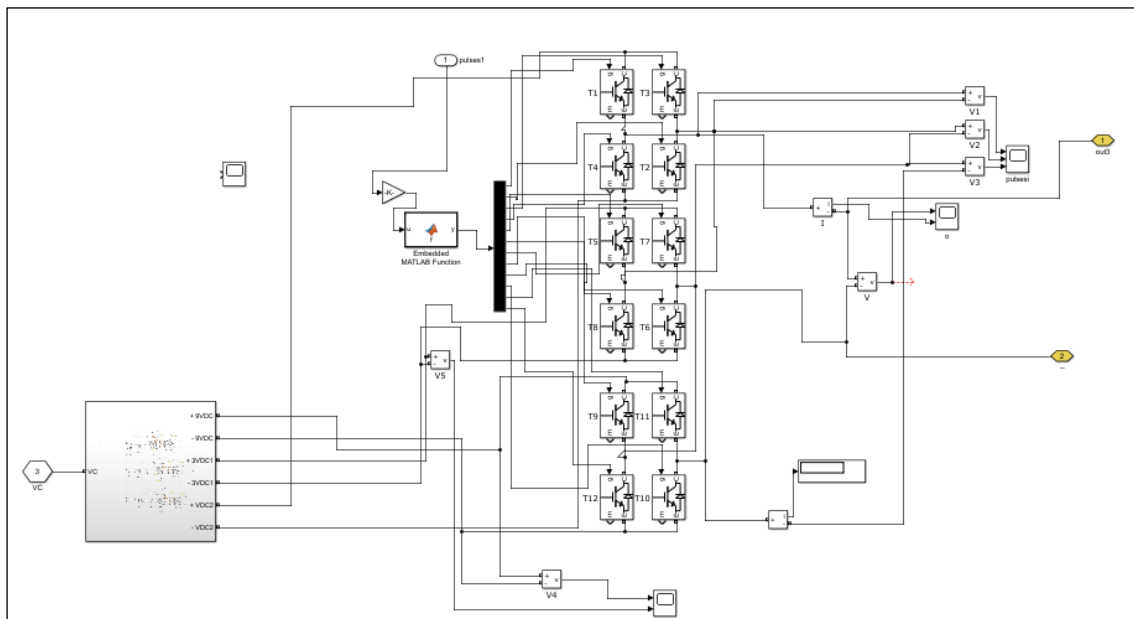 1
pulses1
g C
T1
E
g C
T3
E
g C
T4
E
g C
T2
E
g C
T5
E
g C
T7
E
g C
T8
E
g C
T6
E
g C
T9
E
g C
T11
E
g C
T12
E
g C
T10
E
-K-
u
y
f
Embedded
MATLAB Function
+ v
-
V1
+ v
-
V2
+ v
-
V3
pulsesi
1
out3
+ i
-
I
o
+ v
-
V
2
_
+ v
-
V5
+ 9VDC
- 9VDC
+ 3VDC1
- 3VDC1
+ VDC2
- VDC2
VC
3
VC
+ i
-
+ v
-
V4